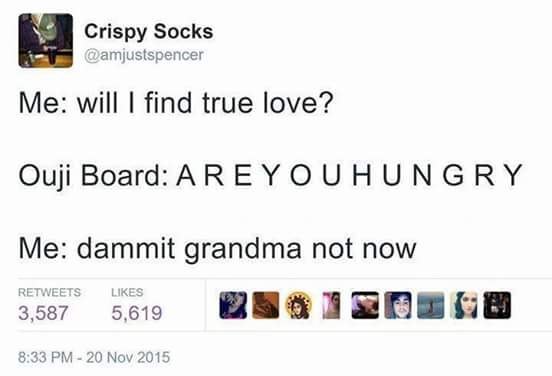 Crispy Socks
@amjustspencer
Me: will I find true love?
Ouji Board: A R E Y O U H U N G R Y
Me: dammit grandma not now
RETWEETS LIKES
3,587 5,619
8:33 PM - 20 Nov 2015